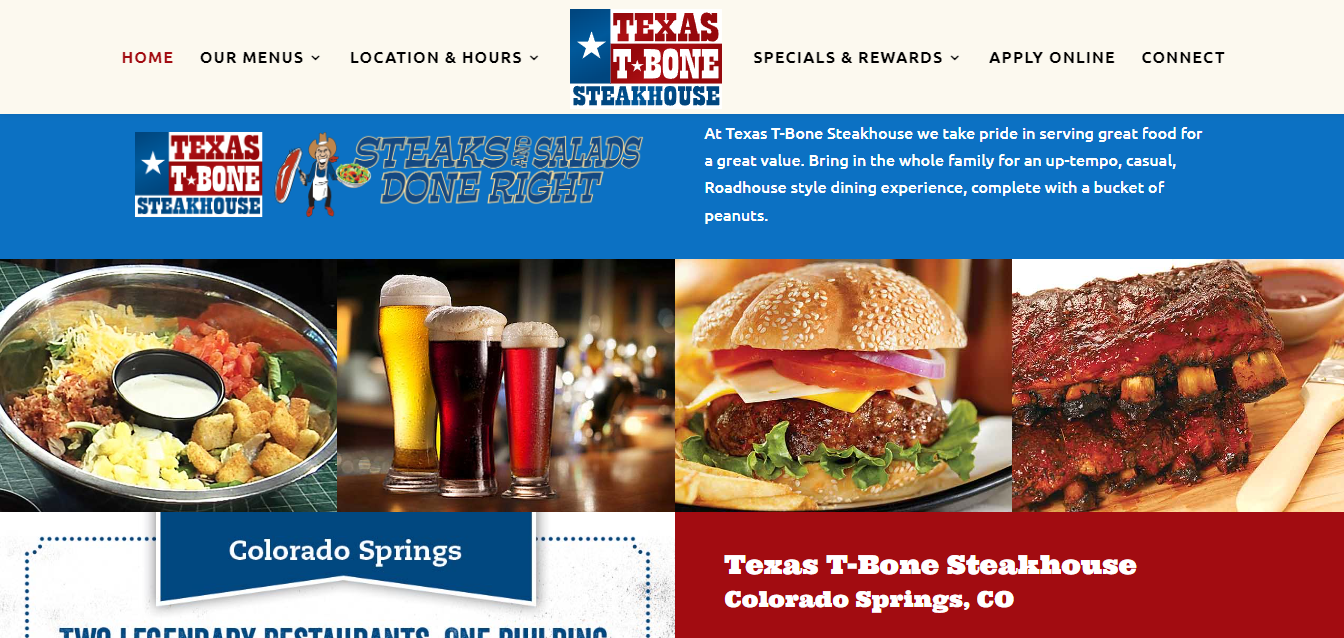 HOME
OUR MENUS
LOCATION & HOURS
TEXAS
T BONE
STEAKHOUSE
SPECIALS & REWARDS
APPLY ONLINE
CONNECT
TEXAS
T BONE
STEAKHOUSE
STEAKS AND SALADS
DONE RIGHT
At Texas T-Bone Steakhouse we take pride in serving great food for
a great value. Bring in the whole family for an up-tempo, casual,
Roadhouse style dining experience, complete with a bucket of
peanuts.
Colorado Springs
TWO LEGENDARY RESTAURANTS, ONE BUILDING
Texas T-Bone Steakhouse
Colorado Springs, CO